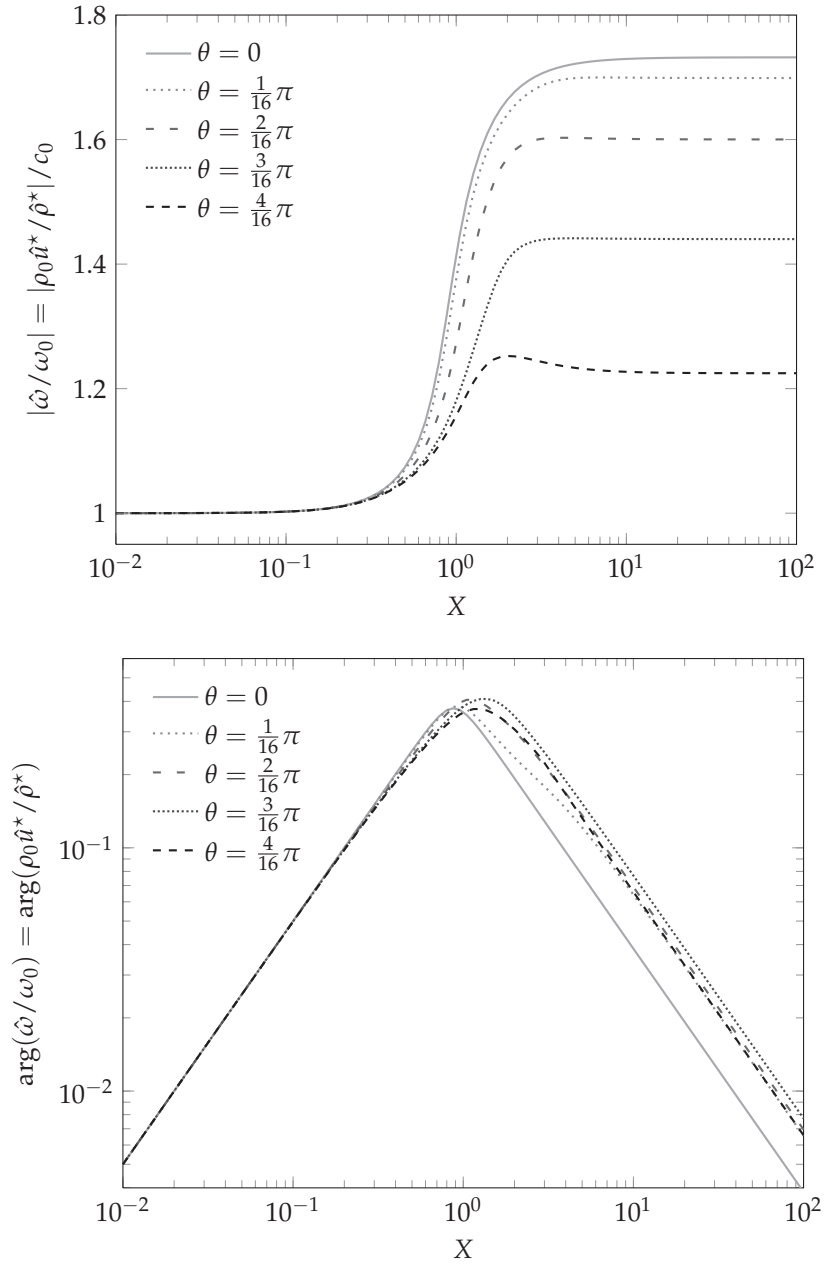 1.8
1.6
1.4
1.2
1
|ω̂/ω₀| = |ρ₀û*/ρ̂*|/c₀
θ = 0
θ = 1/16 π
θ = 2/16 π
θ = 3/16 π
θ = 4/16 π
10⁻² 10⁻¹ 10⁰ 10¹ 10²
X
θ = 0
θ = 1/16 π
θ = 2/16 π
θ = 3/16 π
θ = 4/16 π
10⁻¹
10⁻²
arg(ω̂/ω₀) = arg(ρ₀û*/ρ̂*)
10⁻² 10⁻¹ 10⁰ 10¹ 10²
X